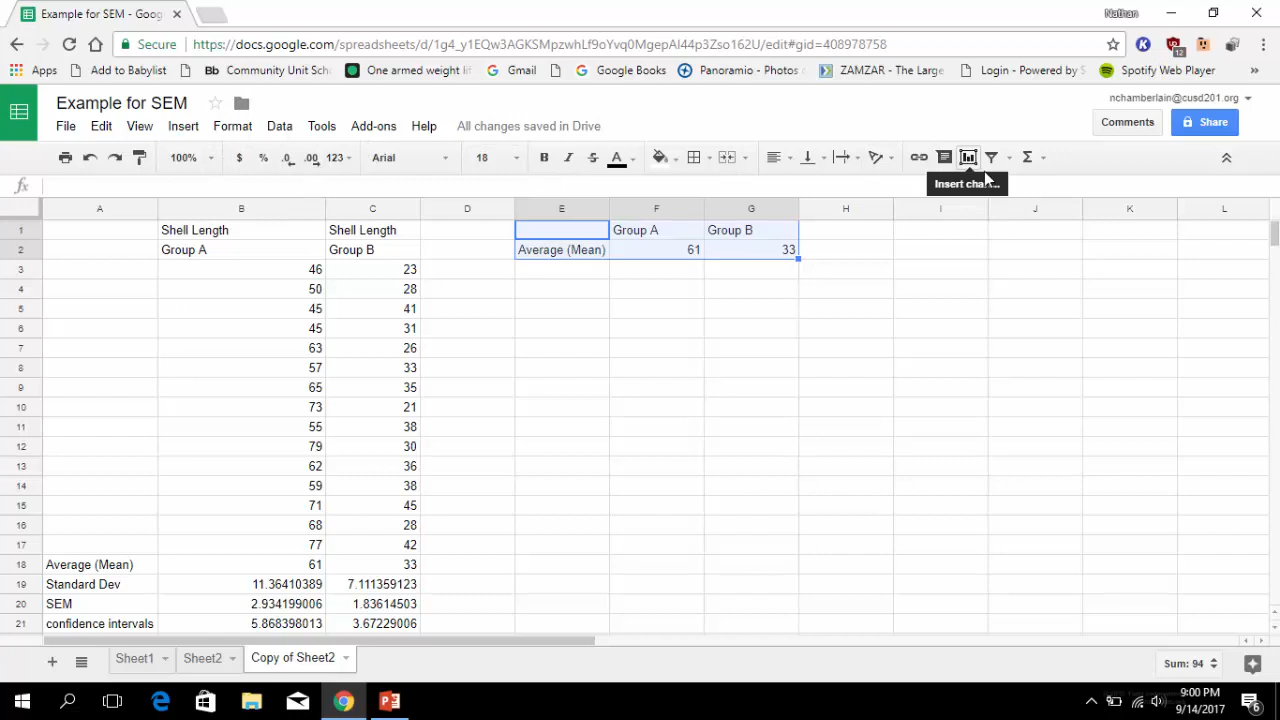 Example for SEM - Goog
Nathan
Secure https://docs.google.com/spreadsheets/d/1g4_y1EQw3AGKSMpzwhLf9oYvq0MgepAl44p3Zso162U/edit#gid=408978758
12
Apps Add to Babylist Bb Community Unit Scho One armed weight lif Gmail Google Books Panoramio - Photos o ZAMZAR - The Large Login - Powered by S Spotify Web Player »
Example for SEM
nchamberlain@cusd201.org
File Edit View Insert Format Data Tools Add-ons Help All changes saved in Drive
Comments Share
100% $ % .0 .00 123 Arial 18 B I S A
Insert cha
fx
A B C D E F G H I J K L
1 Shell Length Shell Length Group A Group B
2 Group A Group B Average (Mean) 61 33
3 46 23
4 50 28
5 45 41
6 45 31
7 63 26
8 57 33
9 65 35
10 73 21
11 55 38
12 79 30
13 62 36
14 59 38
15 71 45
16 68 28
17 77 42
18 Average (Mean) 61 33
19 Standard Dev 11.36410389 7.111359123
20 SEM 2.934199006 1.83614503
21 confidence intervals 5.868398013 3.67229006
Sheet1 Sheet2 Copy of Sheet2 Sum: 94
9:00 PM
9/14/2017
6